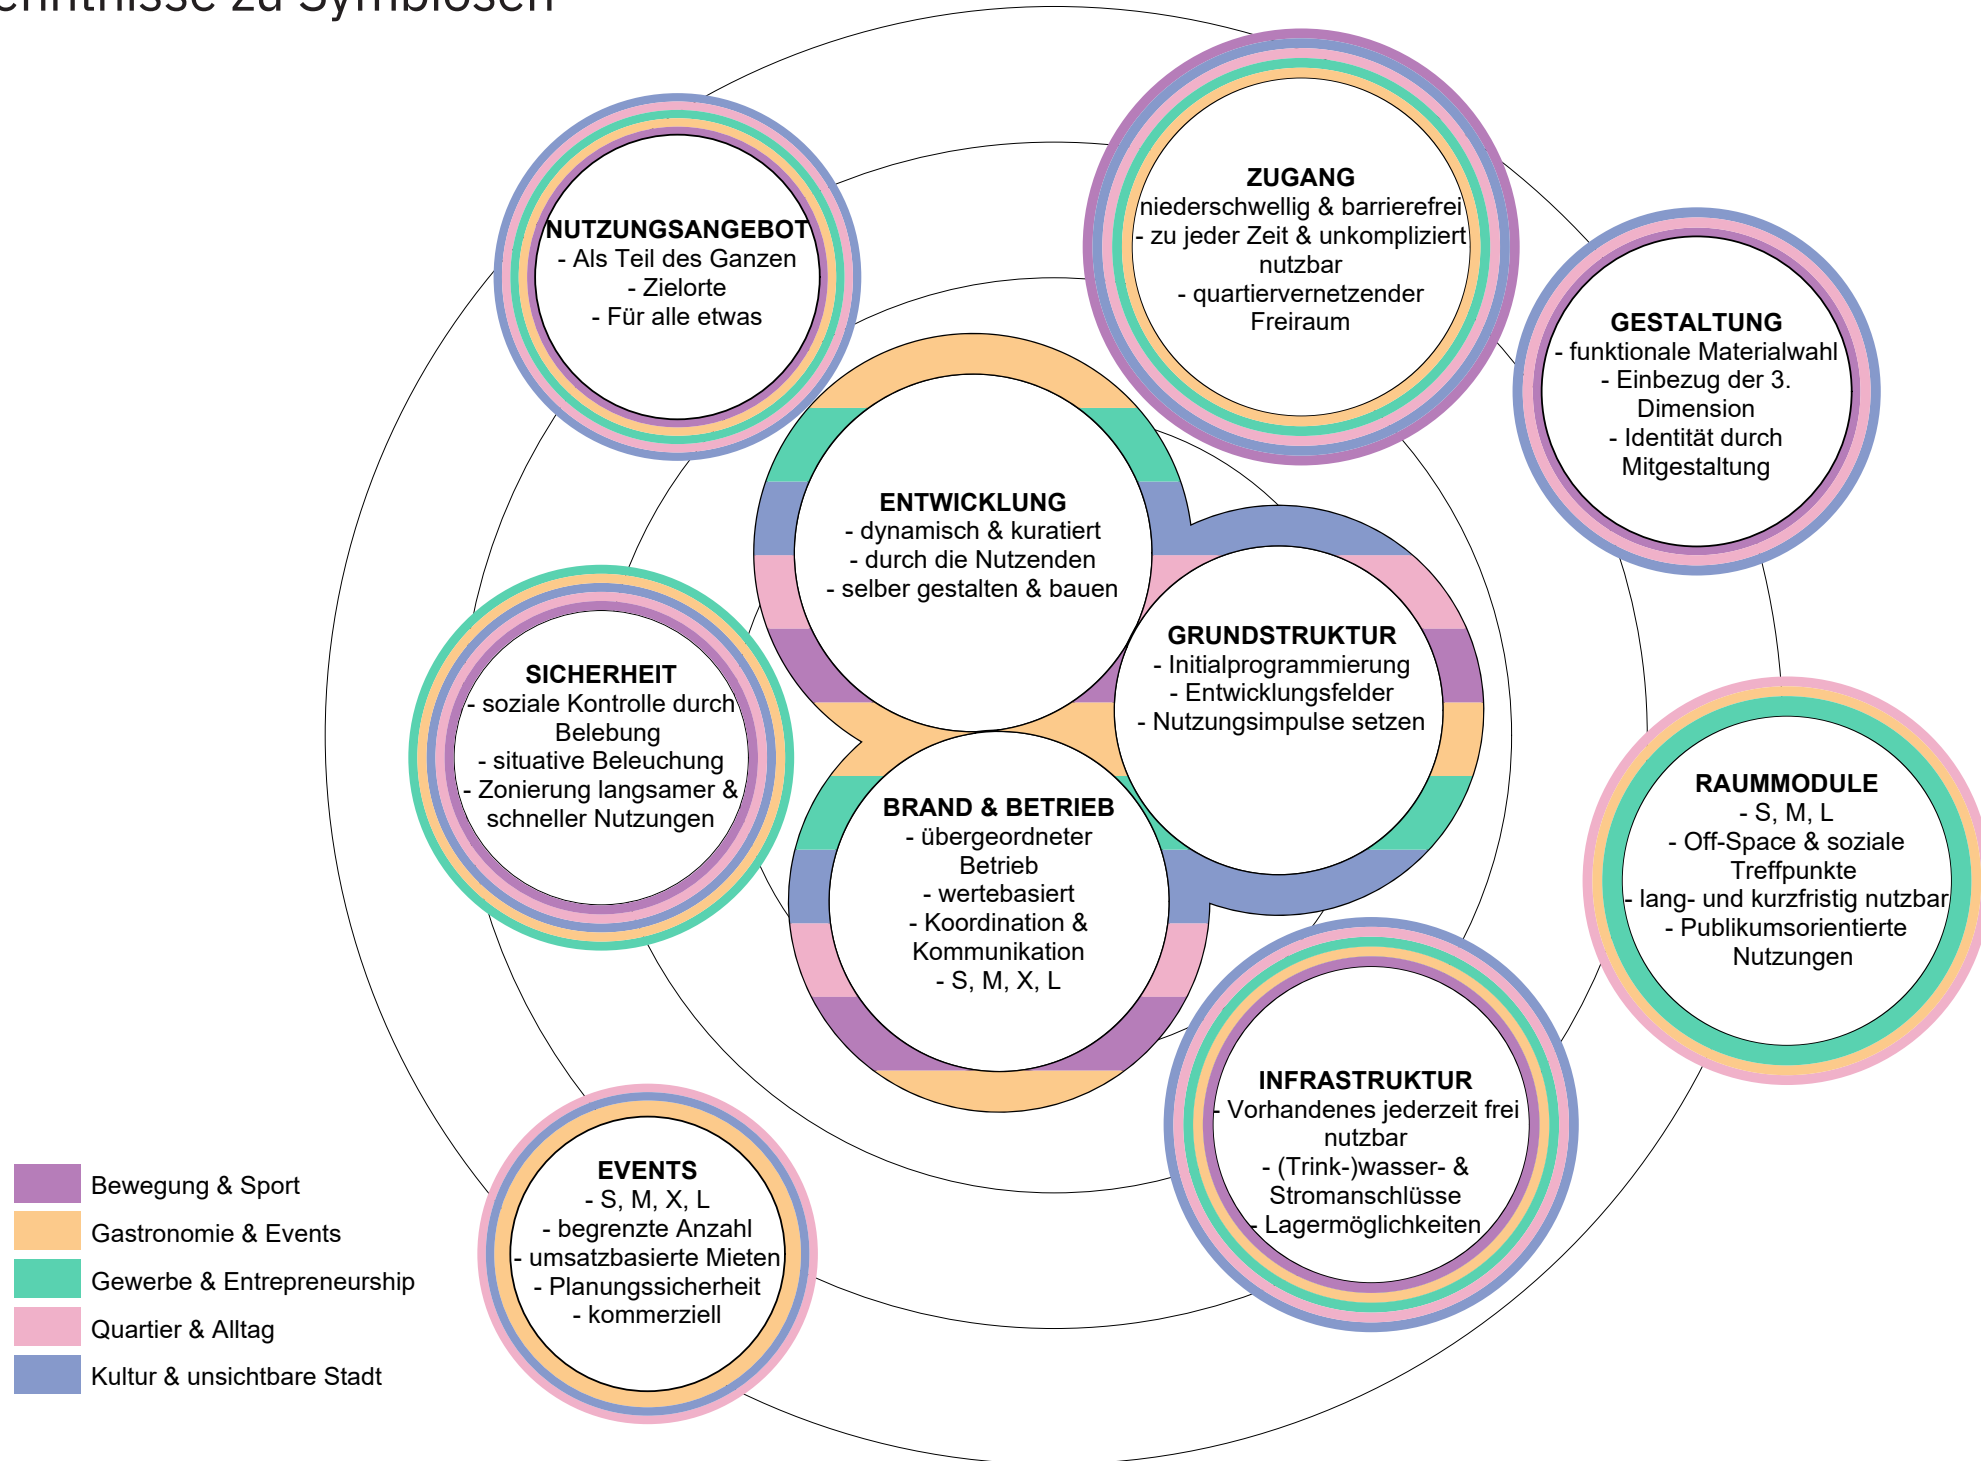 enntnisse zu Symbiosen
NUTZUNGSANGEBOT
- Als Teil des Ganzen
- Zielorte
- Für alle etwas
ZUGANG
niederschwellig & barrierefrei
- zu jeder Zeit & unkompliziert
nutzbar
- quartiervernetzender
Freiraum
GESTALTUNG
- funktionale Materialwahl
- Einbezug der 3.
Dimension
- Identität durch
Mitgestaltung
ENTWICKLUNG
- dynamisch & kuratiert
- durch die Nutzenden
- selber gestalten & bauen
GRUNDSTRUKTUR
- Initialprogrammierung
- Entwicklungsfelder
- Nutzungsimpulse setzen
SICHERHEIT
- soziale Kontrolle durch
Belebung
- situative Beleuchung
- Zonierung langsamer &
schneller Nutzungen
BRAND & BETRIEB
- übergeordneter
Betrieb
- wertebasiert
- Koordination &
Kommunikation
- S, M, X, L
RAUMMODULE
- S, M, L
- Off-Space & soziale
Treffpunkte
- lang- und kurzfristig nutzbar
- Publikumsorientierte
Nutzungen
INFRASTRUKTUR
- Vorhandenes jederzeit frei
nutzbar
- (Trink-)wasser- &
Stromanschlüsse
- Lagermöglichkeiten
EVENTS
- S, M, X, L
- begrenzte Anzahl
- umsatzbasierte Mieten
- Planungssicherheit
- kommerziell
Bewegung & Sport
Gastronomie & Events
Gewerbe & Entrepreneurship
Quartier & Alltag
Kultur & unsichtbare Stadt